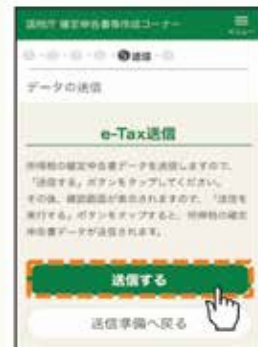 国税庁 確定申告書等作成コーナー
メニュー
送信
データの送信
e-Tax送信
所得税の確定申告書データを送信しますので、
「送信する」ボタンをタップしてください。
その後、確認画面が表示されますので、「送信を
実行する」ボタンをタップすると、所得税の確定
申告書データが送信されます。
送信する
送信準備へ戻る